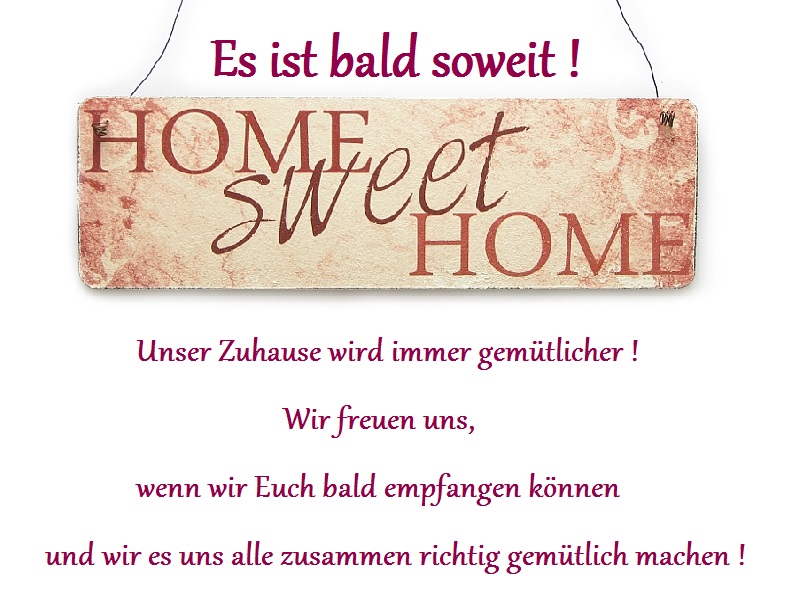 Es ist bald soweit !
HOME
sweet
HOME
Unser Zuhause wird immer gemütlicher !
Wir freuen uns,
wenn wir Euch bald empfangen können
und wir es uns alle zusammen richtig gemütlich machen !